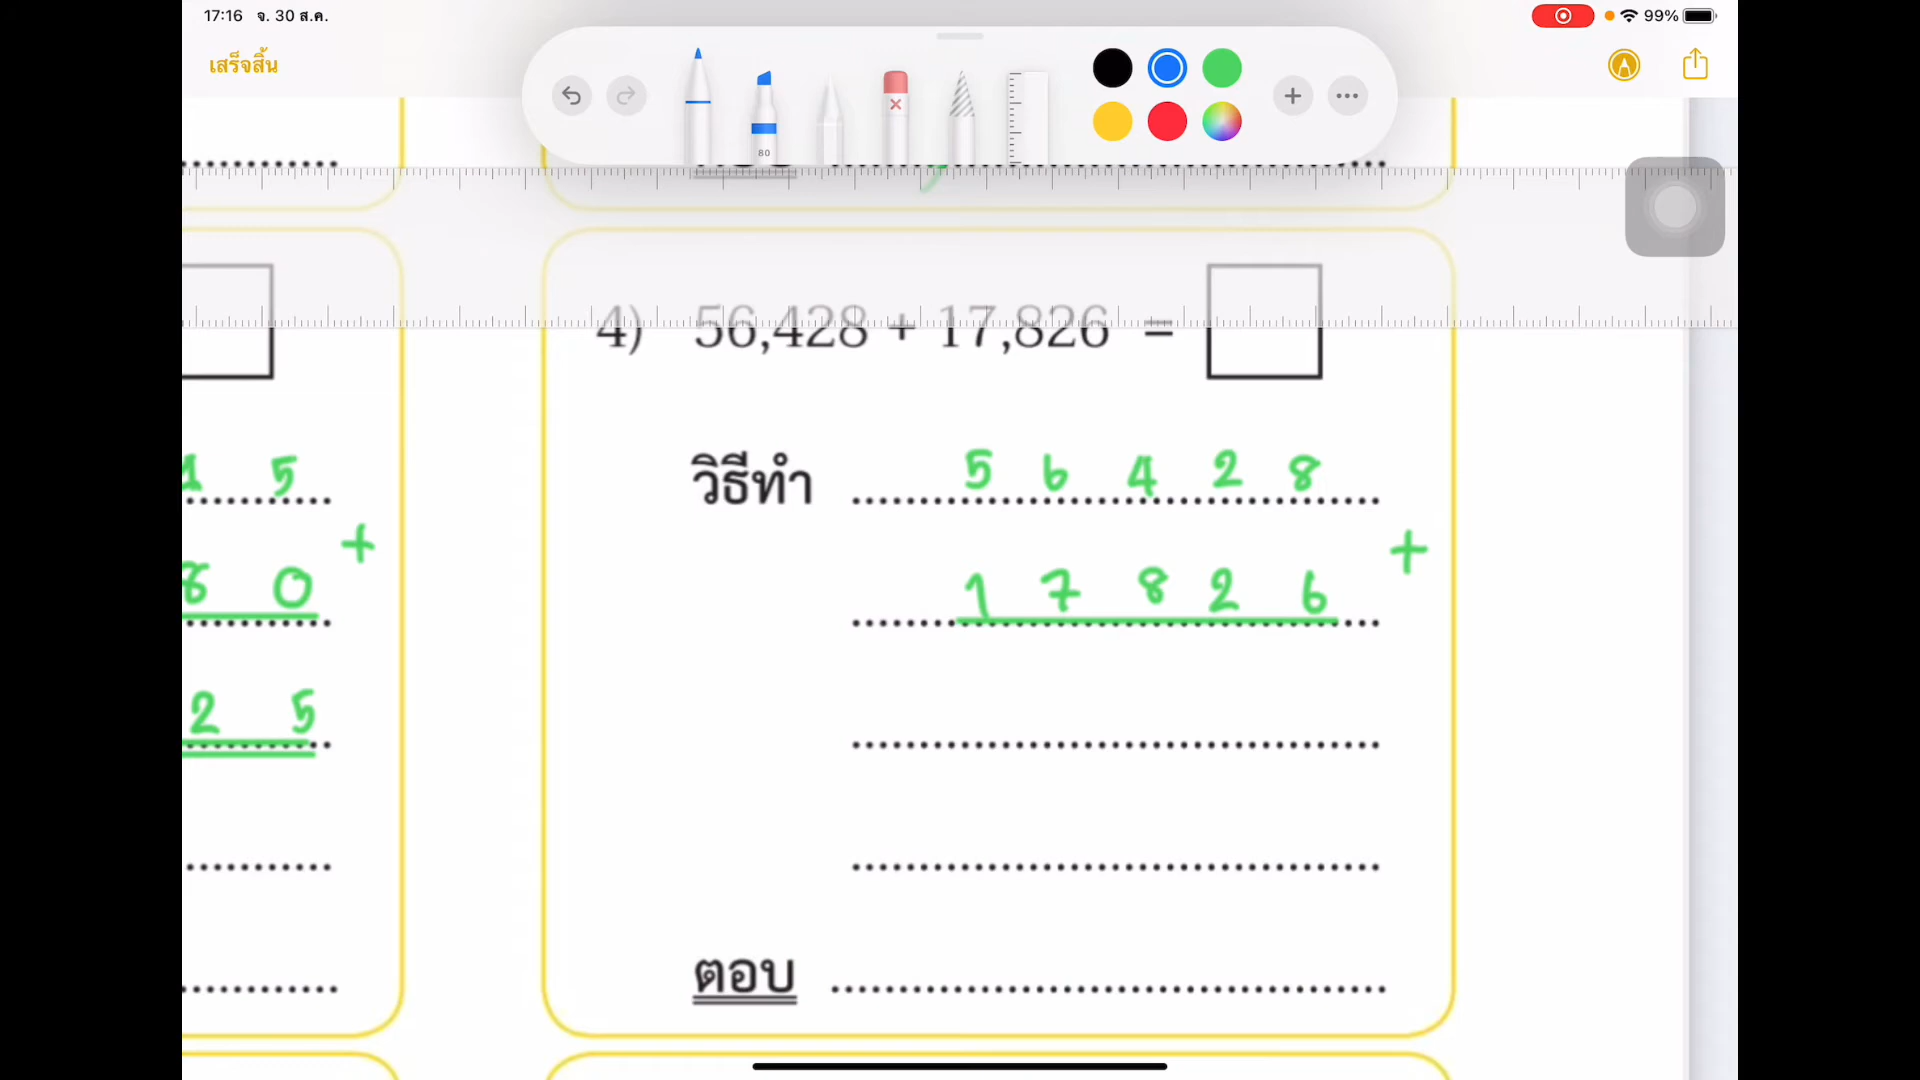 17:16 จ. 30 ส.ค.
99%
เสร็จสิ้น
80
4) 56,428 + 17,826 =
1 5
วิธีทำ 5 6 4 2 8
+
+
8 0
1 7 8 2 6
2 5
ตอบ